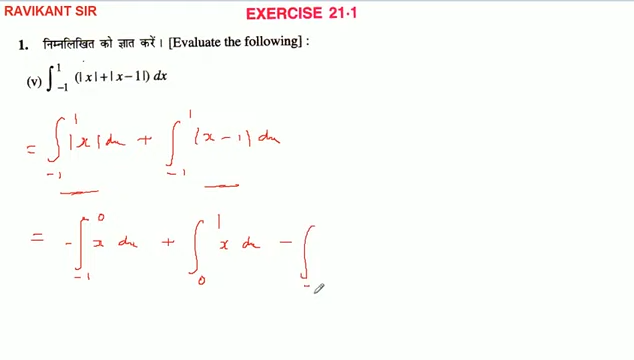 RAVIKANT SIR
EXERCISE 21·1
1. निम्नलिखित को ज्ञात करें। [Evaluate the following] :
(v) ∫_{-1}^{1} (|x|+|x−1|) dx
= ∫_{-1}^{1} |x| dx + ∫_{-1}^{1} |x − 1| dx
= - ∫_{-1}^{0} x dx + ∫_{0}^{1} x dx − ∫_{-